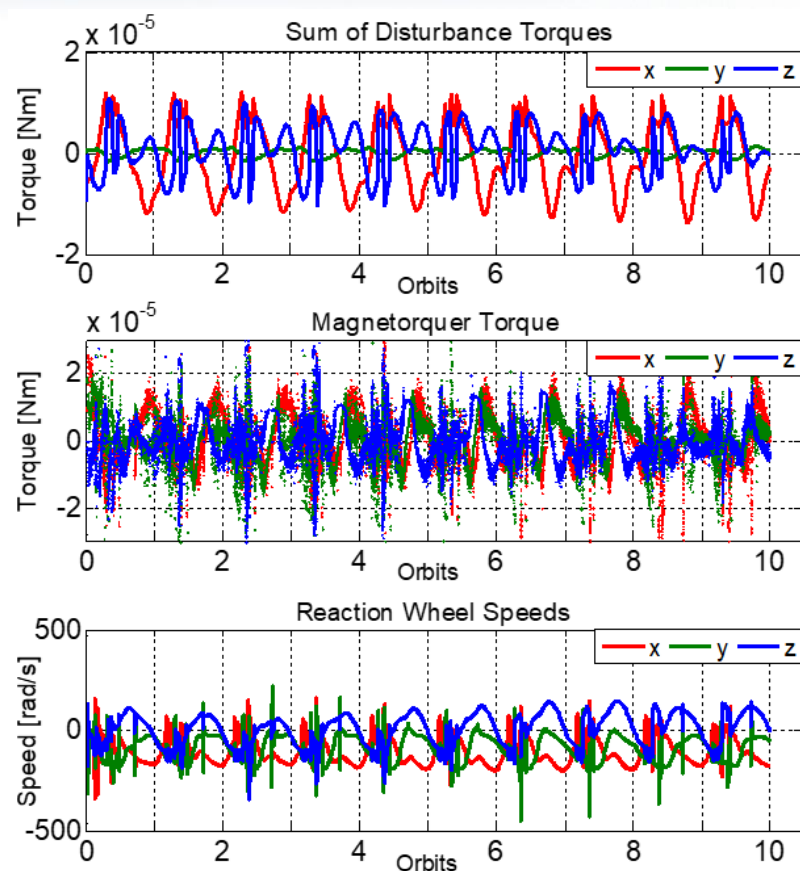 x 10^-5
Sum of Disturbance Torques
2
0
-2
Torque [Nm]
x y z
0 2 4 6 8 10
Orbits
x 10^-5
Magnetorquer Torque
2
0
-2
Torque [Nm]
x y z
0 2 4 6 8 10
Orbits
Reaction Wheel Speeds
500
0
-500
Speed [rad/s]
x y z
0 2 4 6 8 10
Orbits